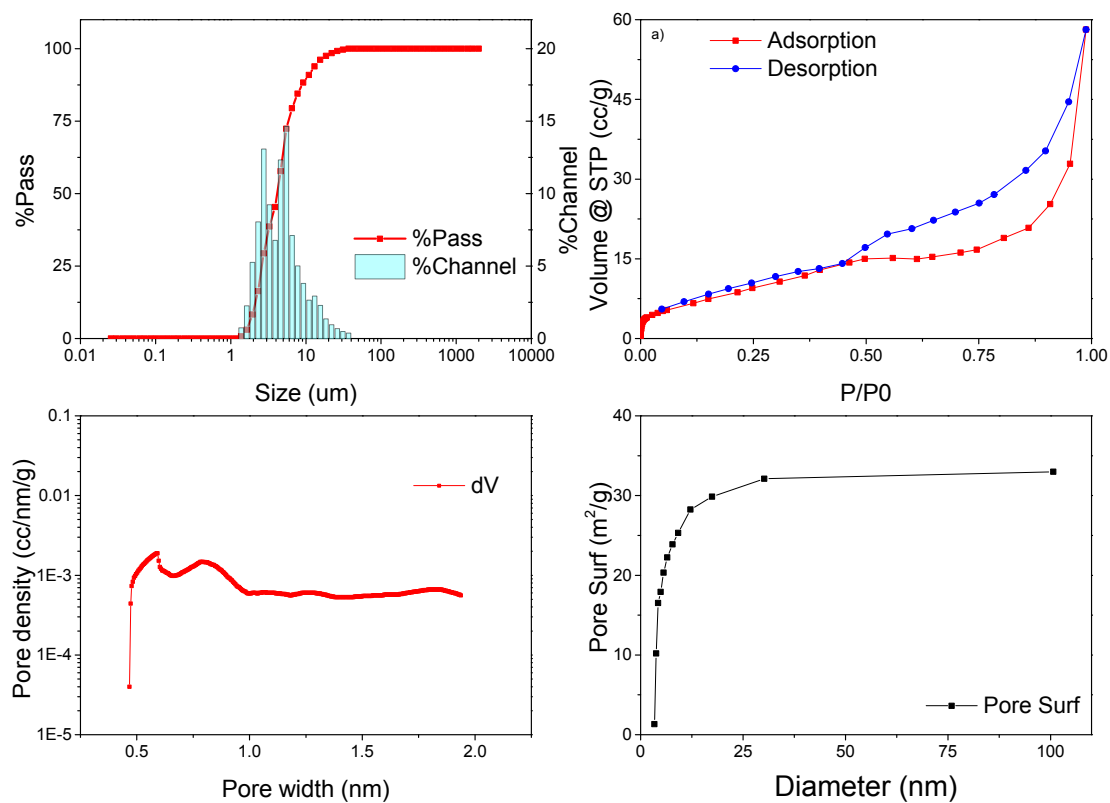 %Pass
100
75
50
25
0
%Channel
20
15
10
5
0
%Pass
%Channel
0.01
0.1
1
10
100
1000
10000
Size (um)
a)
Adsorption
Desorption
Volume @ STP (cc/g)
60
45
30
15
0
0.00
0.25
0.50
0.75
1.00
P/P0
Pore density (cc/nm/g)
0.1
0.01
1E-3
1E-4
1E-5
dV
0.5
1.0
1.5
2.0
Pore width (nm)
Pore Surf (m²/g)
40
30
20
10
0
Pore Surf
0
25
50
75
100
Diameter (nm)